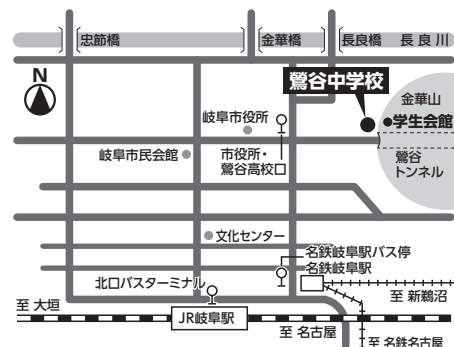 忠節橋
金華橋
長良橋
長良川
N
鶯谷中学校
金華山
学生会館
岐阜市役所
岐阜市民会館
市役所・
鶯谷高校口
鶯谷
トンネル
文化センター
名鉄岐阜駅バス停
名鉄岐阜駅
北口バスターミナル
至 新鵜沼
至 大垣
JR岐阜駅
至 名古屋
至 名鉄名古屋